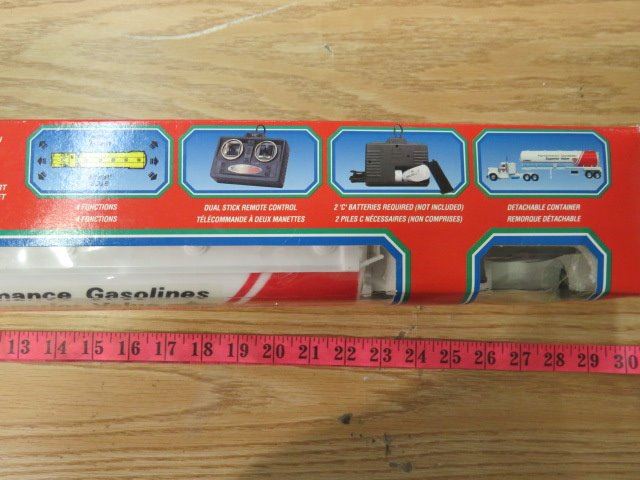 4 FUNCTIONS
4 FONCTIONS
DUAL STICK REMOTE CONTROL
TÉLÉCOMMANDE À DEUX MANETTES
2 'C' BATTERIES REQUIRED (NOT INCLUDED)
2 PILES C NÉCESSAIRES (NON COMPRISES)
DETACHABLE CONTAINER
REMORQUE DÉTACHABLE
mance Gasolines
13 14 15 16 17 18 19 20 21 22 23 24 25 26 27 28 29 30